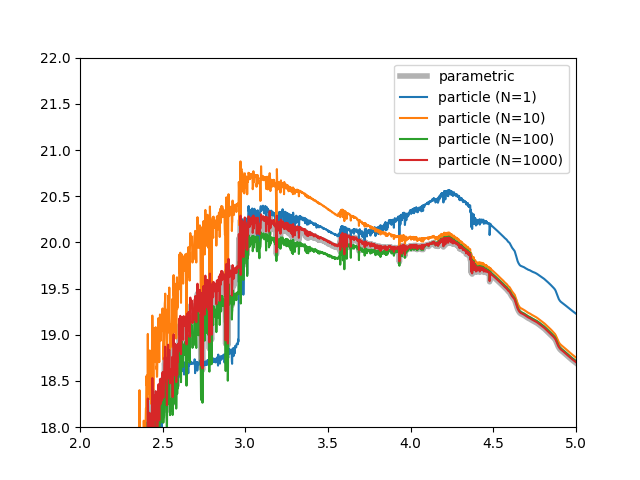 22.0
21.5
21.0
20.5
20.0
19.5
19.0
18.5
18.0
2.0 2.5 3.0 3.5 4.0 4.5 5.0
parametric
particle (N=1)
particle (N=10)
particle (N=100)
particle (N=1000)